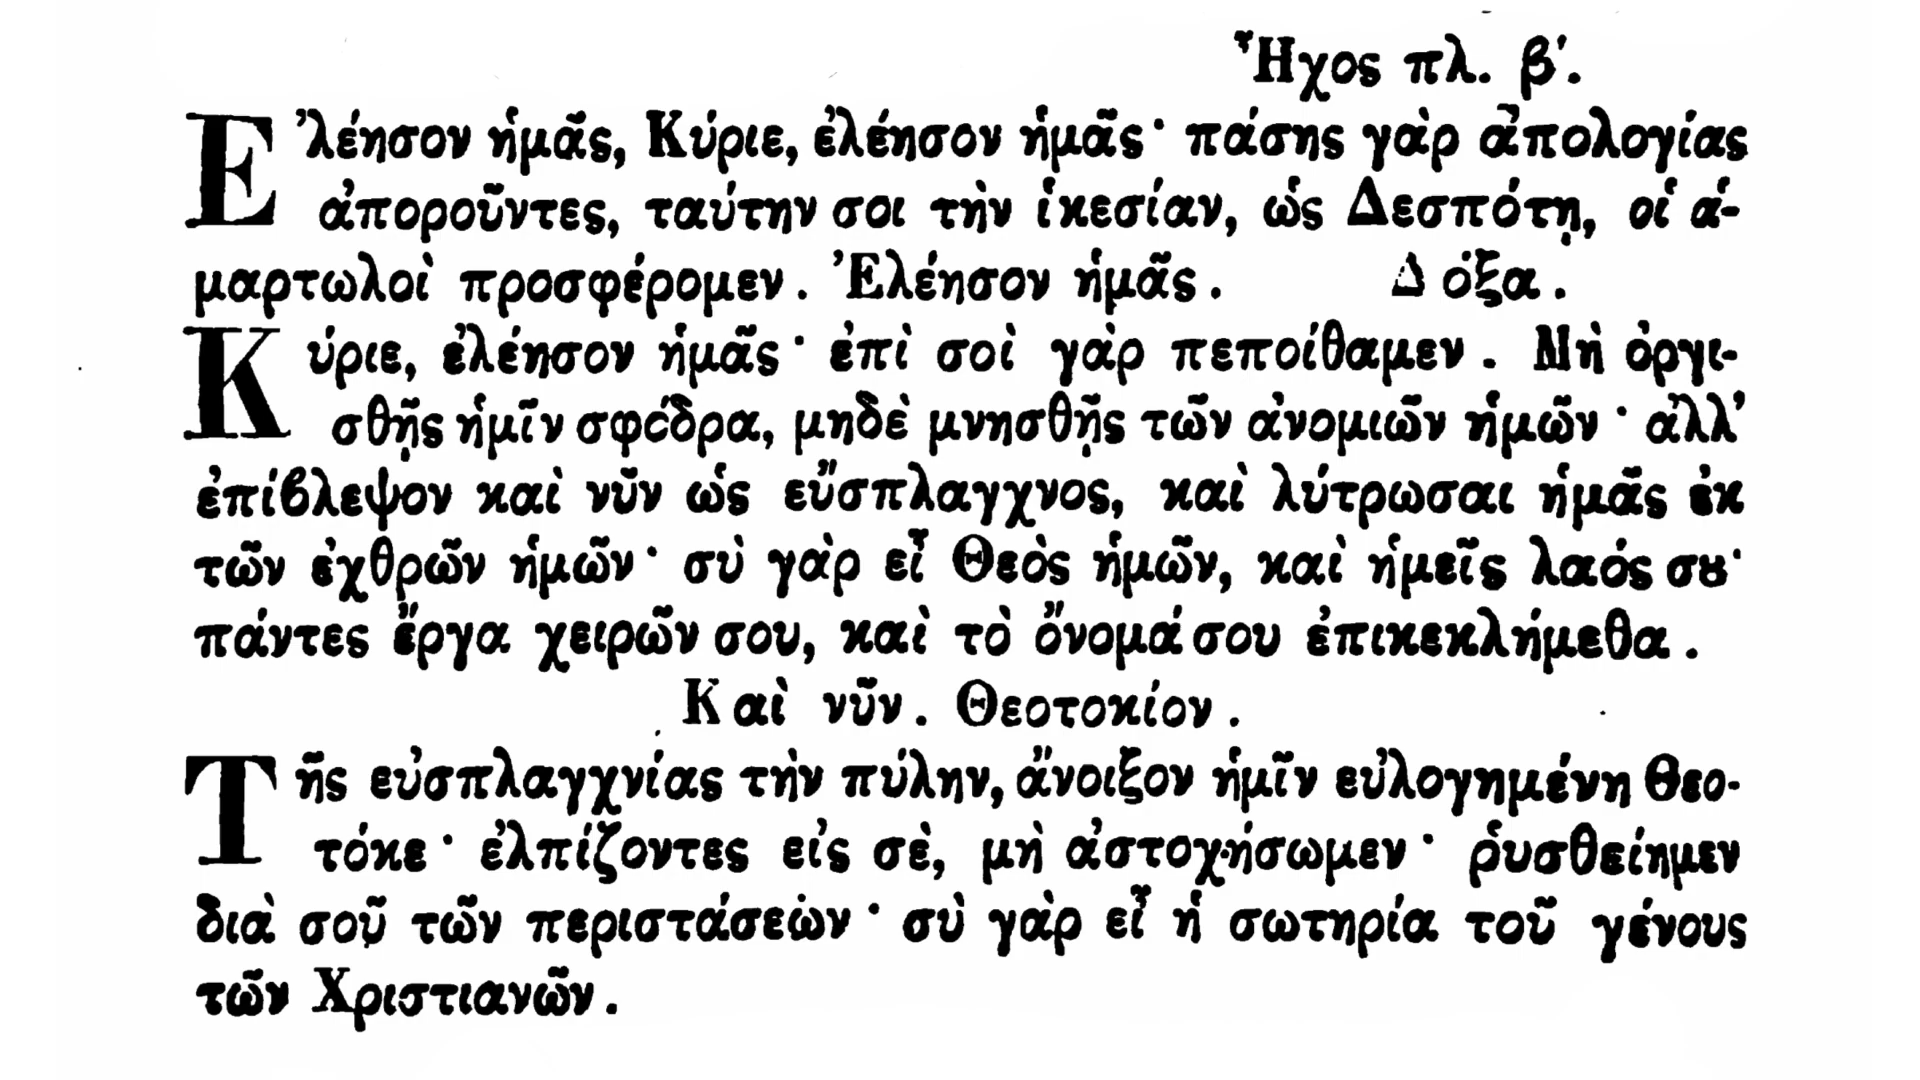 Ἦχος πλ. β'.
Ἐλέησον ἡμᾶς, Κύριε, ἐλέησον ἡμᾶς· πάσης γὰρ ἀπολογίας
ἀποροῦντες, ταύτην σοι τὴν ἱκεσίαν, ὡς Δεσπότῃ, οἱ ἁ-
μαρτωλοὶ προσφέρομεν. Ἐλέησον ἡμᾶς. Δόξα.
Κύριε, ἐλέησον ἡμᾶς· ἐπὶ σοὶ γὰρ πεποίθαμεν. Μὴ ὀργι-
σθῇς ἡμῖν σφόδρα, μηδὲ μνησθῇς τῶν ἀνομιῶν ἡμῶν· ἀλλ'
ἐπίβλεψον καὶ νῦν ὡς εὔσπλαγχνος, καὶ λύτρωσαι ἡμᾶς ἐκ
τῶν ἐχθρῶν ἡμῶν· σὺ γὰρ εἶ Θεὸς ἡμῶν, καὶ ἡμεῖς λαός σȣ·
πάντες ἔργα χειρῶν σου, καὶ τὸ ὄνομά σου ἐπικεκλήμεθα.
Καὶ νῦν. Θεοτοκίον.
Τῆς εὐσπλαγχνίας τὴν πύλην, ἄνοιξον ἡμῖν εὐλογημένη Θεο-
τόκε· ἐλπίζοντες εἰς σὲ, μὴ ἀστοχήσωμεν· ῥυσθείημεν
διὰ σοῦ τῶν περιστάσεων· σὺ γὰρ εἶ ἡ σωτηρία τοῦ γένους
τῶν Χριστιανῶν.